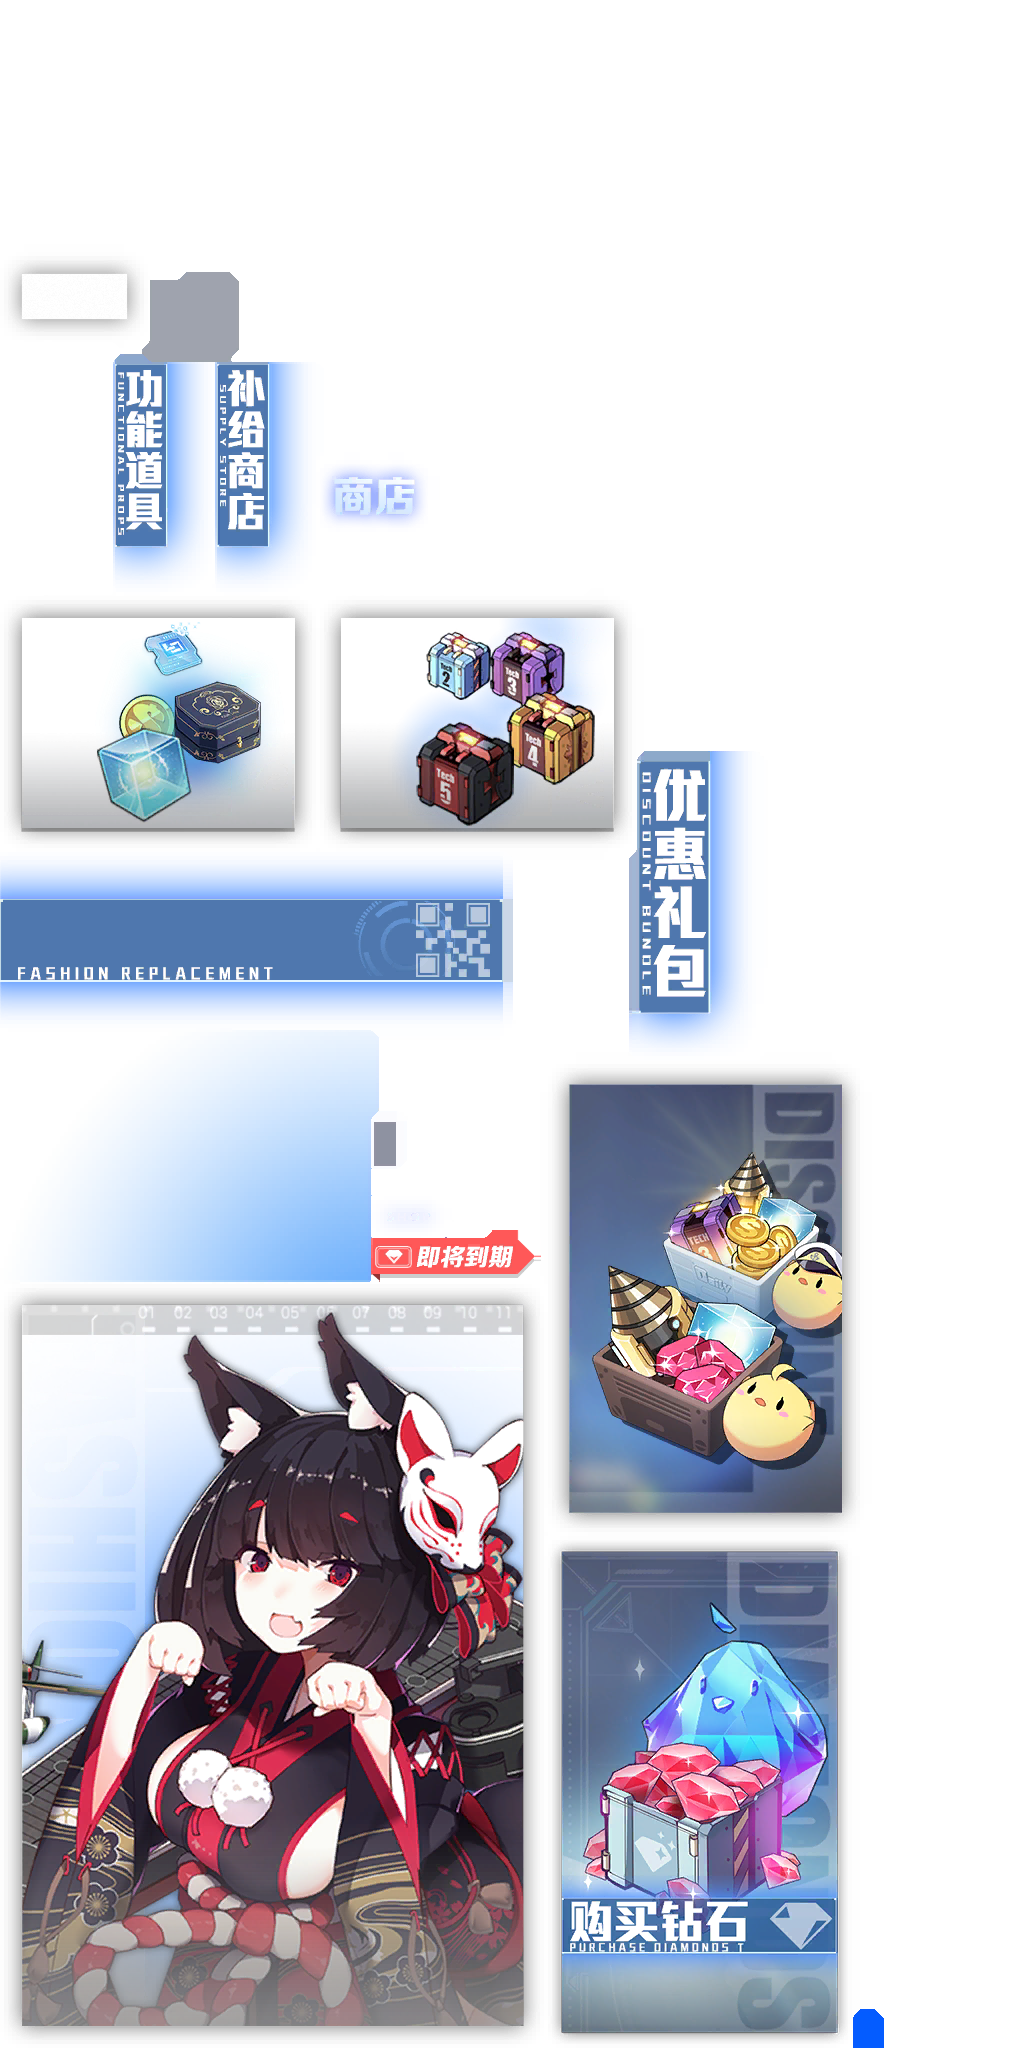 功能道具
FUNCTIONAL PROPS
补给商店
SUPPLY STORE
商店
Tech
2
Tech
3
Tech
4
Tech
5
优惠礼包
DISCOUNT BUNDLE
FASHION REPLACEMENT
即将到期
01 02 03 04 05 06 07 08 09 10 11
TECH
购买钻石
PURCHASE DIAMONDS T